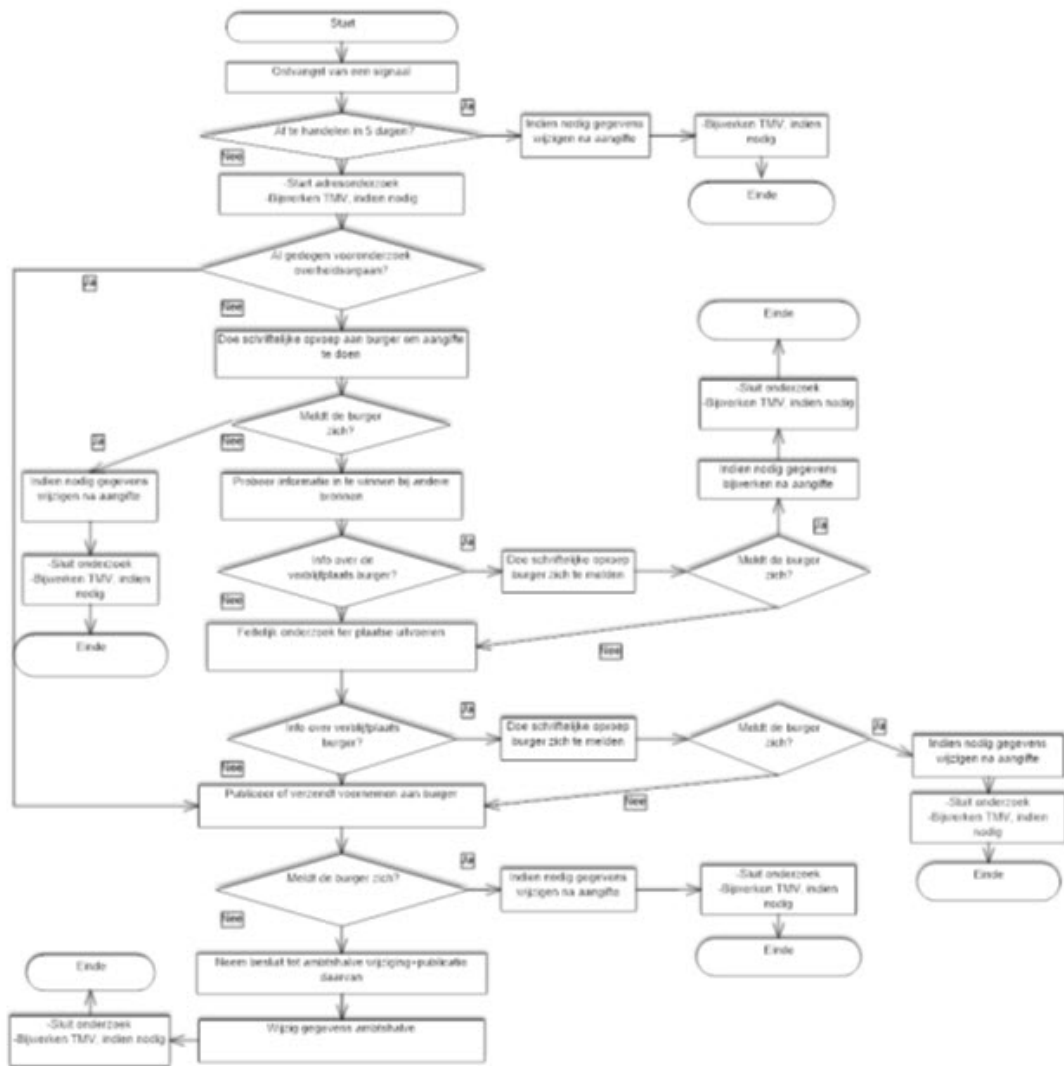 Start
Ontvangst van een signaal
Ja
Af te handelen in 5 dagen?
Indien nodig gegevens
wijzigen na aangifte
-Bijwerken TMV, indien
nodig
Einde
Nee
-Start adresonderzoek
-Bijwerken TMV, indien nodig
Al gedegen vooronderzoek
overheidsorgaan?
Ja
Nee
Doe schriftelijke oproep aan burger om aangifte
te doen
Meldt de burger
zich?
Ja
Nee
Indien nodig gegevens
wijzigen na aangifte
-Sluit onderzoek
-Bijwerken TMV, indien
nodig
Einde
Probeer informatie in te winnen bij andere
bronnen
Info over de
verblijfplaats burger?
Ja
Doe schriftelijke oproep
burger zich te melden
Meldt de burger
zich?
Ja
Indien nodig gegevens
bijwerken na aangifte
-Sluit onderzoek
-Bijwerken TMV, indien nodig
Einde
Nee
Nee
Feitelijk onderzoek ter plaatse uitvoeren
Info over verblijfplaats
burger?
Ja
Doe schriftelijke oproep
burger zich te melden
Meldt de burger
zich?
Ja
Indien nodig gegevens
wijzigen na aangifte
-Sluit onderzoek
-Bijwerken TMV, indien
nodig
Einde
Nee
Nee
Publiceer of verzendt voornemen aan burger
Meldt de burger zich?
Ja
Indien nodig gegevens
wijzigen na aangifte
-Sluit onderzoek
-Bijwerken TMV, indien
nodig
Einde
Nee
Neem besluit tot ambtshalve wijziging+publicatie
daarvan
Wijzig gegevens ambtshalve
-Sluit onderzoek
-Bijwerken TMV, indien nodig
Einde